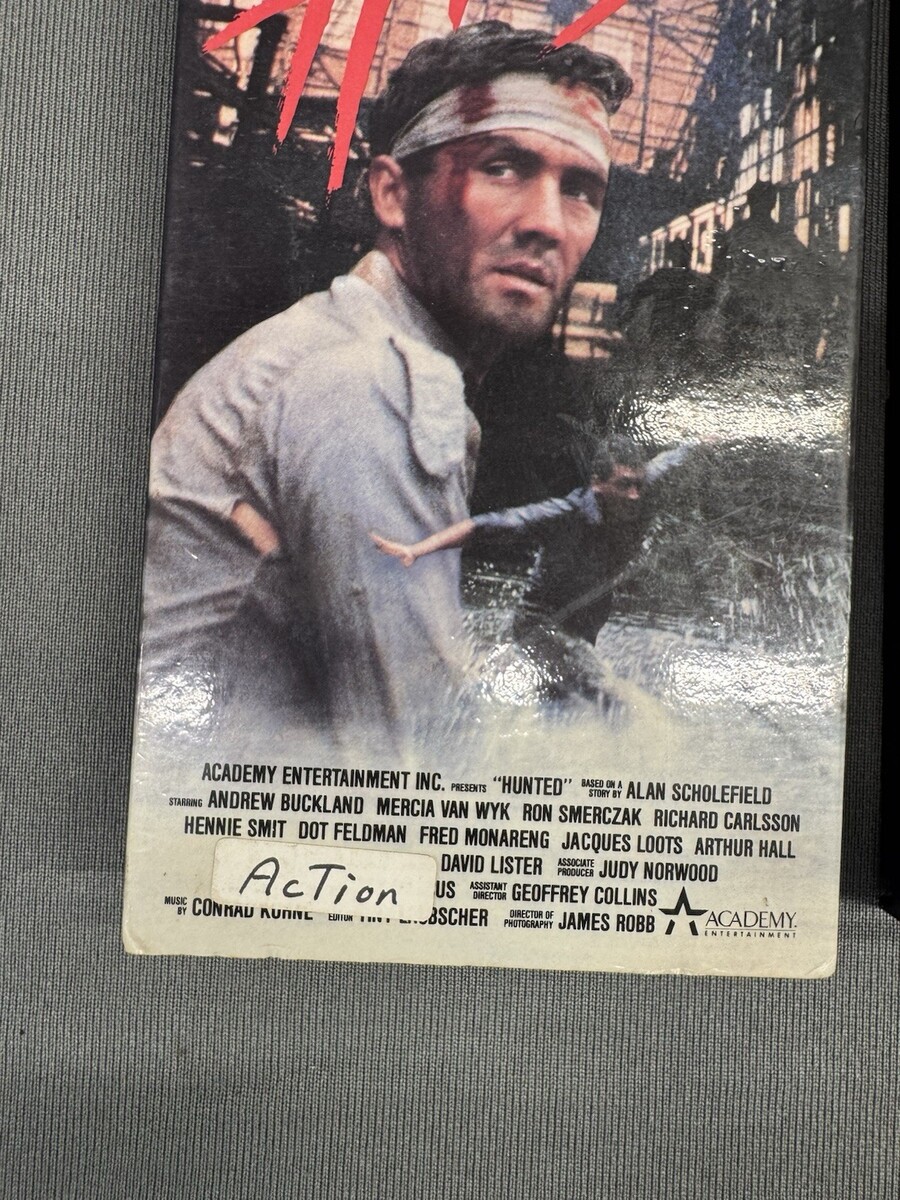 ACADEMY ENTERTAINMENT INC. PRESENTS "HUNTED" BASED ON A STORY BY ALAN SCHOLEFIELD
STARRING ANDREW BUCKLAND MERCIA VAN WYK RON SMERCZAK RICHARD CARLSSON
HENNIE SMIT DOT FELDMAN FRED MONARENG JACQUES LOOTS ARTHUR HALL
DAVID LISTER ASSOCIATE PRODUCER JUDY NORWOOD
AcTion
US ASSISTANT DIRECTOR GEOFFREY COLLINS
MUSIC BY CONRAD KUHNE EDITOR DIRECTOR OF PHOTOGRAPHY JAMES ROBB
ACADEMY
ENTERTAINMENT